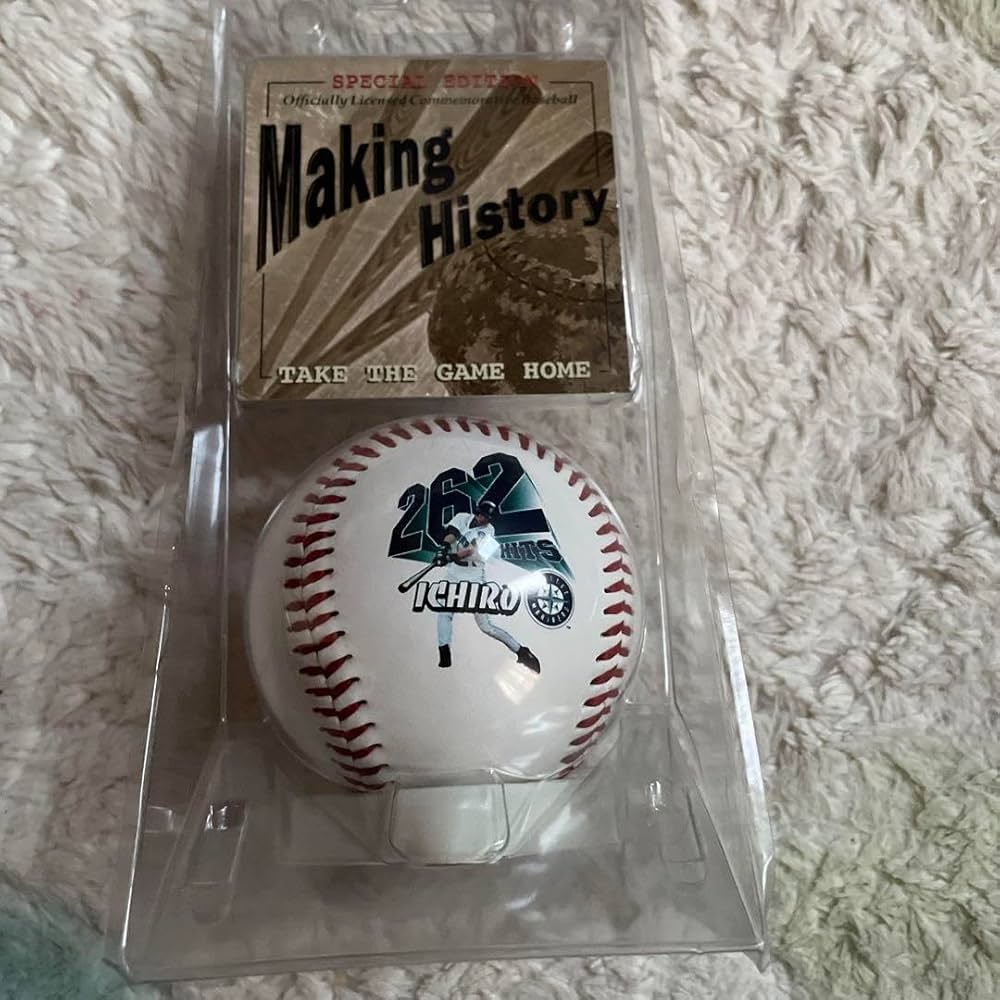 SPECIAL EDITION
Officially Licensed Commemorative Baseball
Making
History
TAKE THE GAME HOME
262
HITS
ICHIRO